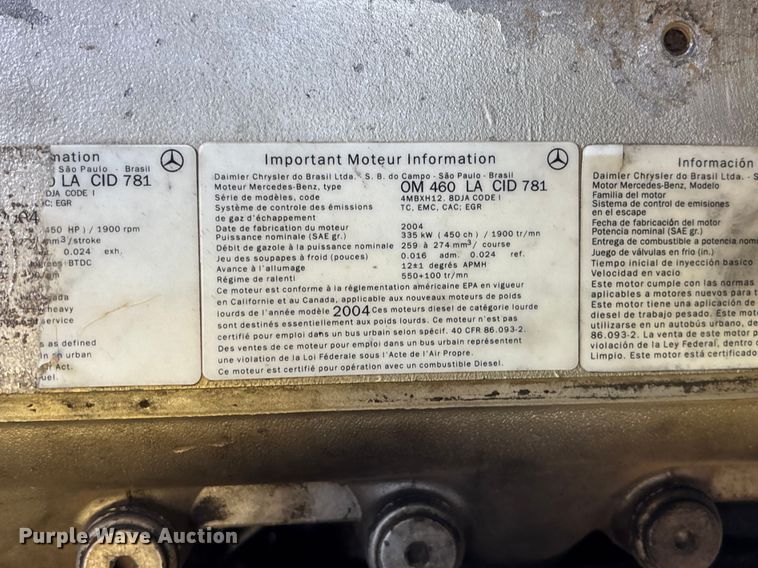 mation
São Paulo - Brasil
LA CID 781
DJA CODE I
AC; EGR
450 HP) / 1900 rpm
mm³/stroke
0.024 exh.
BTDC
heavy
service
as defined
urban
Act.
uel.
Important Moteur Information
Daimler Chrysler do Brasil Ltda. - S. B. do Campo - São Paulo - Brasil
Moteur Mercedes-Benz, type OM 460 LA CID 781
Série de modèles, code 4MBXH12. 8DJA CODE I
Système de controle des émissions TC, EMC, CAC; EGR
de gaz d'échappement
Date de fabrication du moteur 2004
Puissance nominale (SAE gr.) 335 kW ( 450 ch) / 1900 tr/mn
Débit de gazole à la puissance nominale 259 à 274 mm³/ course
Jeu des soupapes à froid (pouces) 0.016 adm. 0.024 ref.
Avance à l'allumage 12±1 degrés APMH
Régime de ralenti 550+100 tr/mn
Ce moteur est conforme à la réglementation américaine EPA en vigueur
en Californie et au Canada, applicable aux nouveaux moteurs de poids
lourds de l'année modèle 2004 Ces moteurs diesel de catégorie lourde
sont destinés essentiellement aux poids lourds. Ce moteur n'est pas
certifié pour emploi dans un bus urbain selon spécif. 40 CFR 86.093-2.
Des ventes de ce moteur pour emploi dans un bus urbain représentent
une violation de la Loi Féderale sous l'Acte de l'Air Propre.
Ce moteur est certifié pour opération avec un combustible Diesel.
Información
Daimler Chrysler do Brasil Ltda. - S
Motor Mercedes-Benz, Modelo
Familia del motor
Sistema de control de emisiones
en el escape
Fecha de fabricación del motor
Potencia nominal (SAE gr.)
Entrega de combustible a potencia nomi
Juego de válvulas en frio (in.)
Tiempo inicial de inyección basico
Velocidad en vacio
Este motor cumple con las normas
aplicables a motores nuevos para t
Este motor tiene una aplicación de
diesel de trabajo pesado. Este moto
utilizarse en un autobús urbano, de
86.093-2. La venta de este motor p
violación de la Ley Federal, dentro d
Limpio. Este motor está certificado
Purple Wave Auction